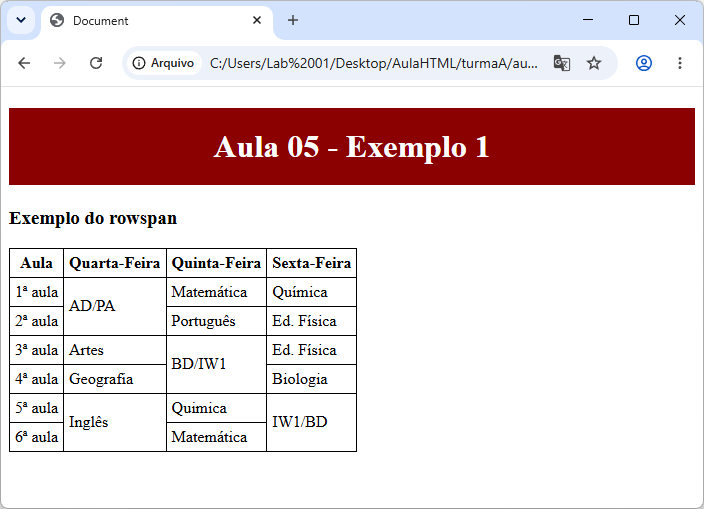 Document
Arquivo C:/Users/Lab%2001/Desktop/AulaHTML/turmaA/au...
Aula 05 - Exemplo 1
Exemplo do rowspan
Aula Quarta-Feira Quinta-Feira Sexta-Feira
1ª aula AD/PA Matemática Química
2ª aula Português Ed. Física
3ª aula Artes BD/IW1 Ed. Física
4ª aula Geografia Biologia
5ª aula Inglês Quimica IW1/BD
6ª aula Matemática